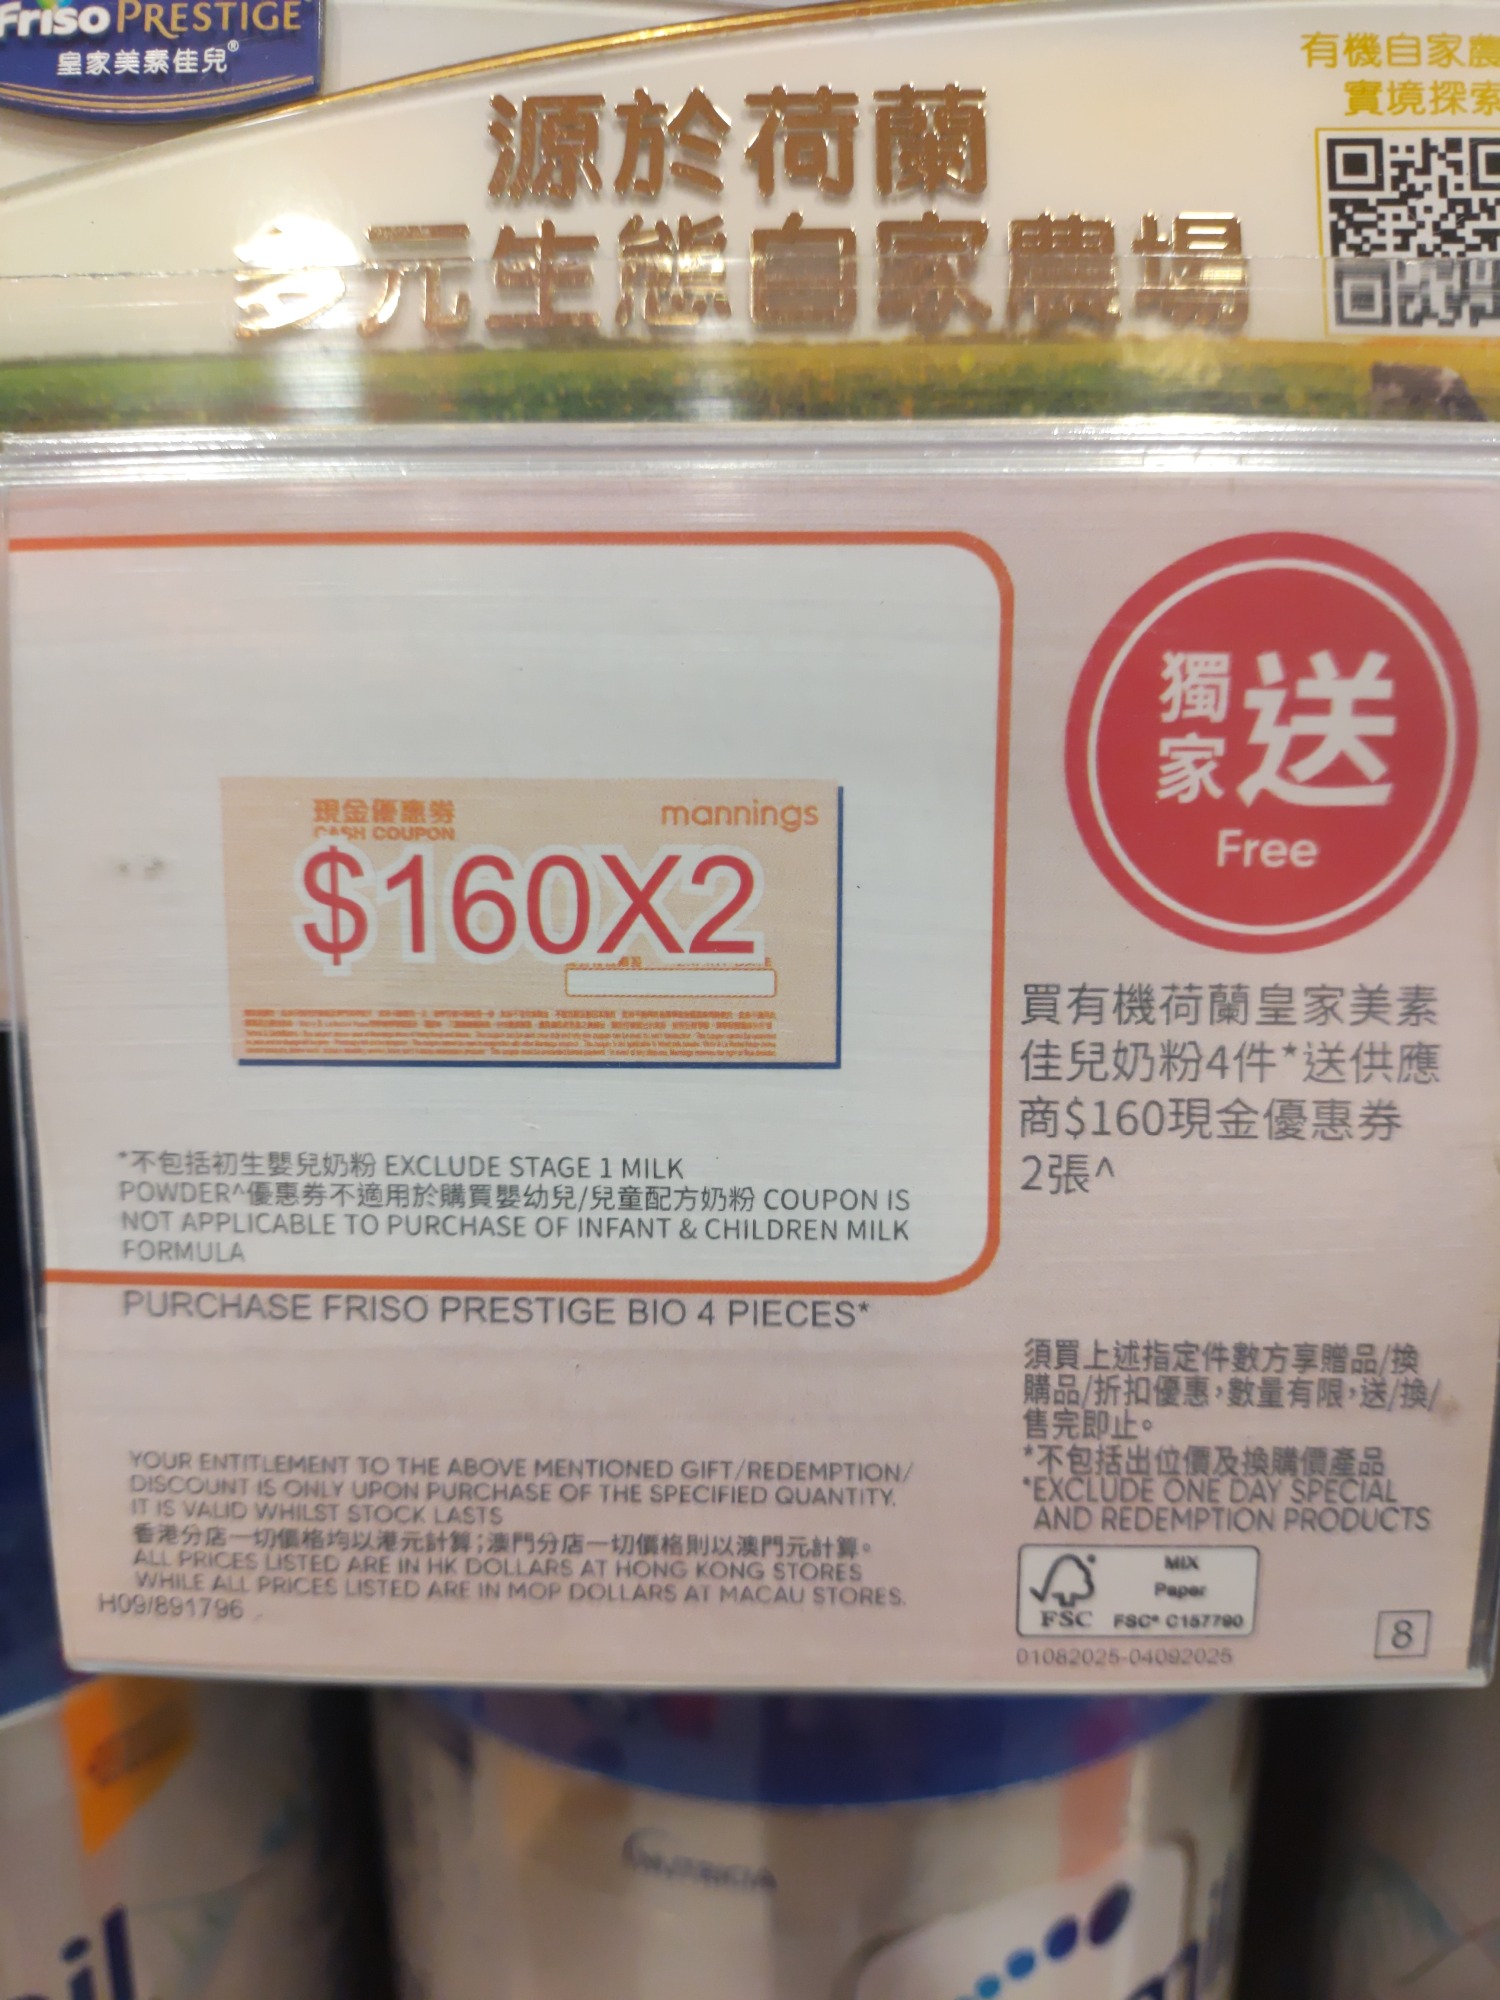 Friso PRESTIGE
皇家美素佳兒®
有機自家農
實境探索
源於荷蘭
多元生態自家農場
獨家送
Free
現金優惠券
CASH COUPON
mannings
$160X2
買有機荷蘭皇家美素
佳兒奶粉4件*送供應
商$160現金優惠券
2張^
*不包括初生嬰兒奶粉 EXCLUDE STAGE 1 MILK
POWDER^優惠券不適用於購買嬰幼兒/兒童配方奶粉 COUPON IS
NOT APPLICABLE TO PURCHASE OF INFANT & CHILDREN MILK
FORMULA
PURCHASE FRISO PRESTIGE BIO 4 PIECES*
須買上述指定件數方享贈品/換
購品/折扣優惠，數量有限，送/換/
售完即止。
*不包括出位價及換購價產品
*EXCLUDE ONE DAY SPECIAL
AND REDEMPTION PRODUCTS
YOUR ENTITLEMENT TO THE ABOVE MENTIONED GIFT/REDEMPTION/
DISCOUNT IS ONLY UPON PURCHASE OF THE SPECIFIED QUANTITY.
IT IS VALID WHILST STOCK LASTS
香港分店一切價格均以港元計算；澳門分店一切價格則以澳門元計算。
ALL PRICES LISTED ARE IN HK DOLLARS AT HONG KONG STORES
WHILE ALL PRICES LISTED ARE IN MOP DOLLARS AT MACAU STORES.
H09/891796
FSC
MIX
Paper
FSC® C157790
01082025-04092025
8
NUTRICIA